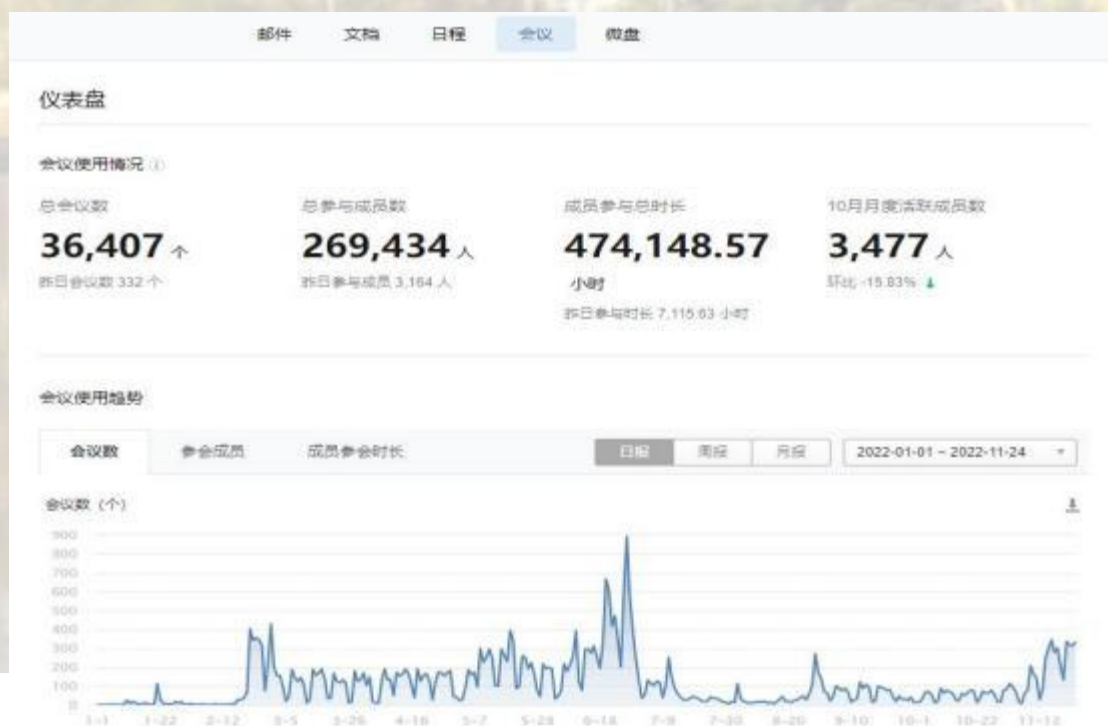 邮件 文档 日程 会议 微盘
仪表盘
会议使用情况
总会议数 总参与成员数 成员参与总时长 10月月度活跃成员数
36,407 个 269,434 人 474,148.57 3,477 人
小时
昨日会议数 332 个 昨日参与成员 3,164 人 环比 -15.83%
昨日参与时长 7,115.63 小时
会议使用趋势
会议数 参会成员 成员参会时长 日报 周报 月报 2022-01-01 ~ 2022-11-24
会议数 (个)
900
800
700
600
500
400
300
200
100
0
1-1 1-22 2-12 3-5 3-26 4-16 5-7 5-28 6-18 7-9 7-30 8-20 9-10 10-1 10-22 11-12